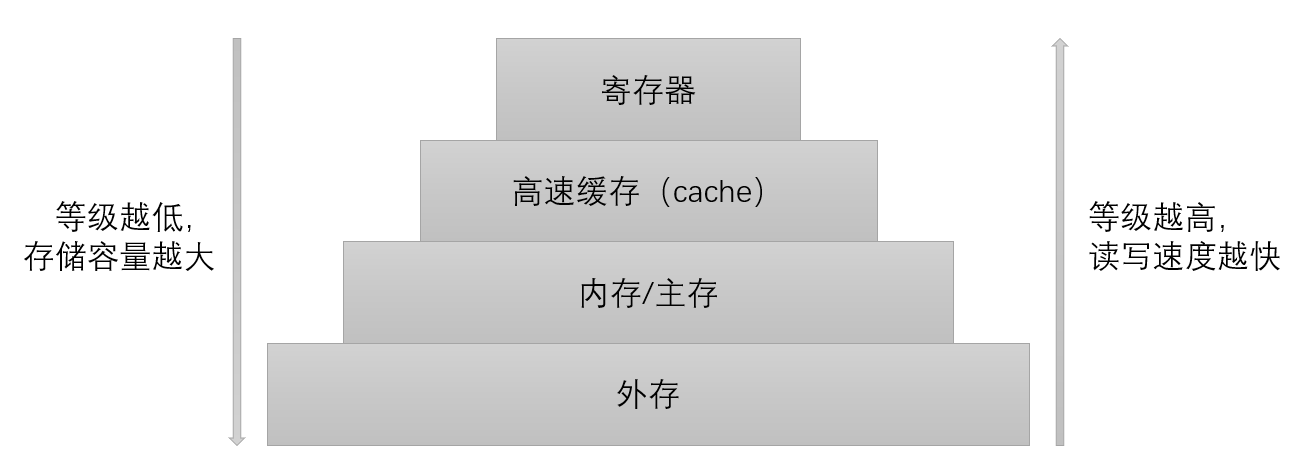 寄存器
高速缓存（cache）
内存/主存
外存
等级越低，
存储容量越大
等级越高，
读写速度越快